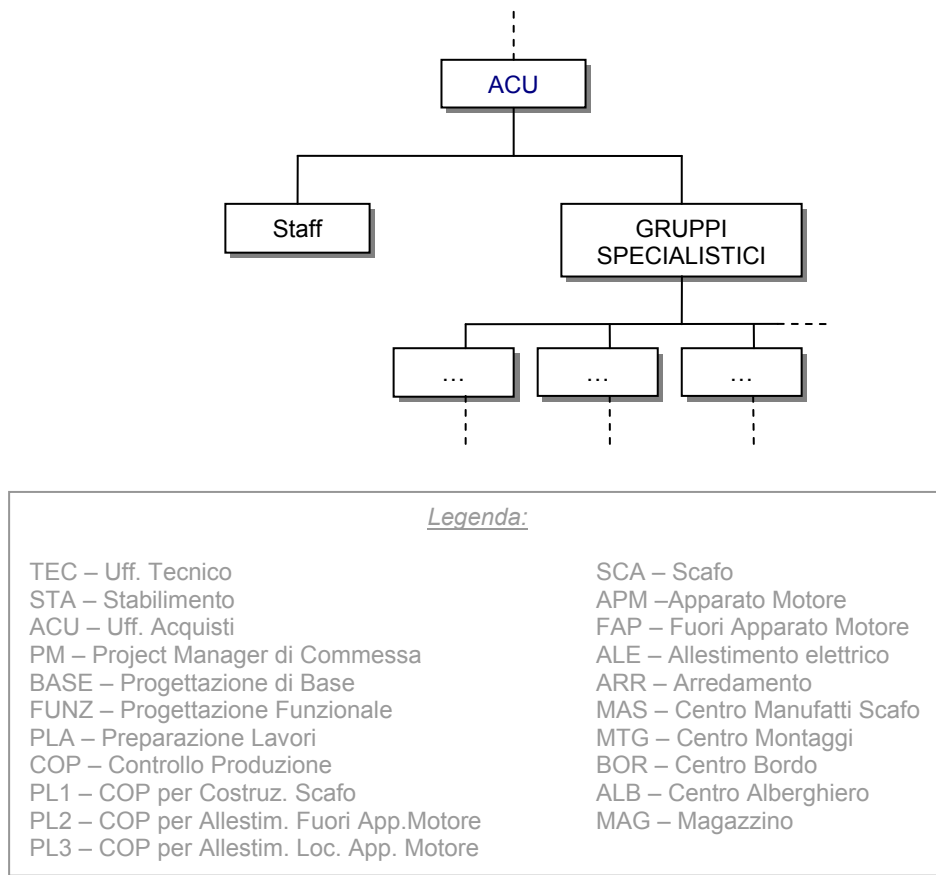 ACU
Staff
GRUPPI
SPECIALISTICI
...
...
...
Legenda:
TEC – Uff. Tecnico
STA – Stabilimento
ACU – Uff. Acquisti
PM – Project Manager di Commessa
BASE – Progettazione di Base
FUNZ – Progettazione Funzionale
PLA – Preparazione Lavori
COP – Controllo Produzione
PL1 – COP per Costruz. Scafo
PL2 – COP per Allestim. Fuori App.Motore
PL3 – COP per Allestim. Loc. App. Motore
SCA – Scafo
APM –Apparato Motore
FAP – Fuori Apparato Motore
ALE – Allestimento elettrico
ARR – Arredamento
MAS – Centro Manufatti Scafo
MTG – Centro Montaggi
BOR – Centro Bordo
ALB – Centro Alberghiero
MAG – Magazzino